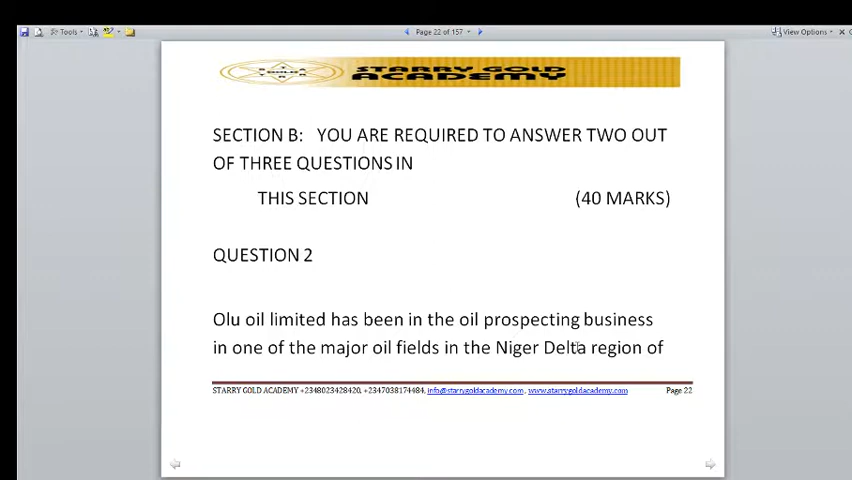 Tools
Page 22 of 157
View Options
STARRY GOLD
ACADEMY
SECTION B: YOU ARE REQUIRED TO ANSWER TWO OUT
OF THREE QUESTIONS IN
THIS SECTION (40 MARKS)
QUESTION 2
Olu oil limited has been in the oil prospecting business
in one of the major oil fields in the Niger Delta region of
STARRY GOLD ACADEMY +2348023428420, +2347038174484, info@starrygoldacademy.com, www.starrygoldacademy.com Page 22